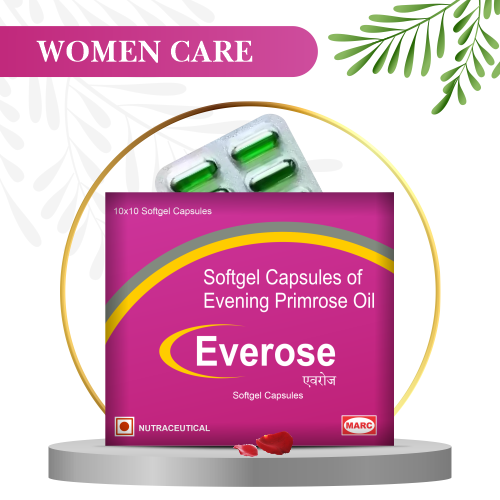 WOMEN CARE
10x10 Softgel Capsules
Softgel Capsules of
Evening Primrose Oil
Everose
एवरोज
Softgel Capsules
NUTRACEUTICAL
MARC